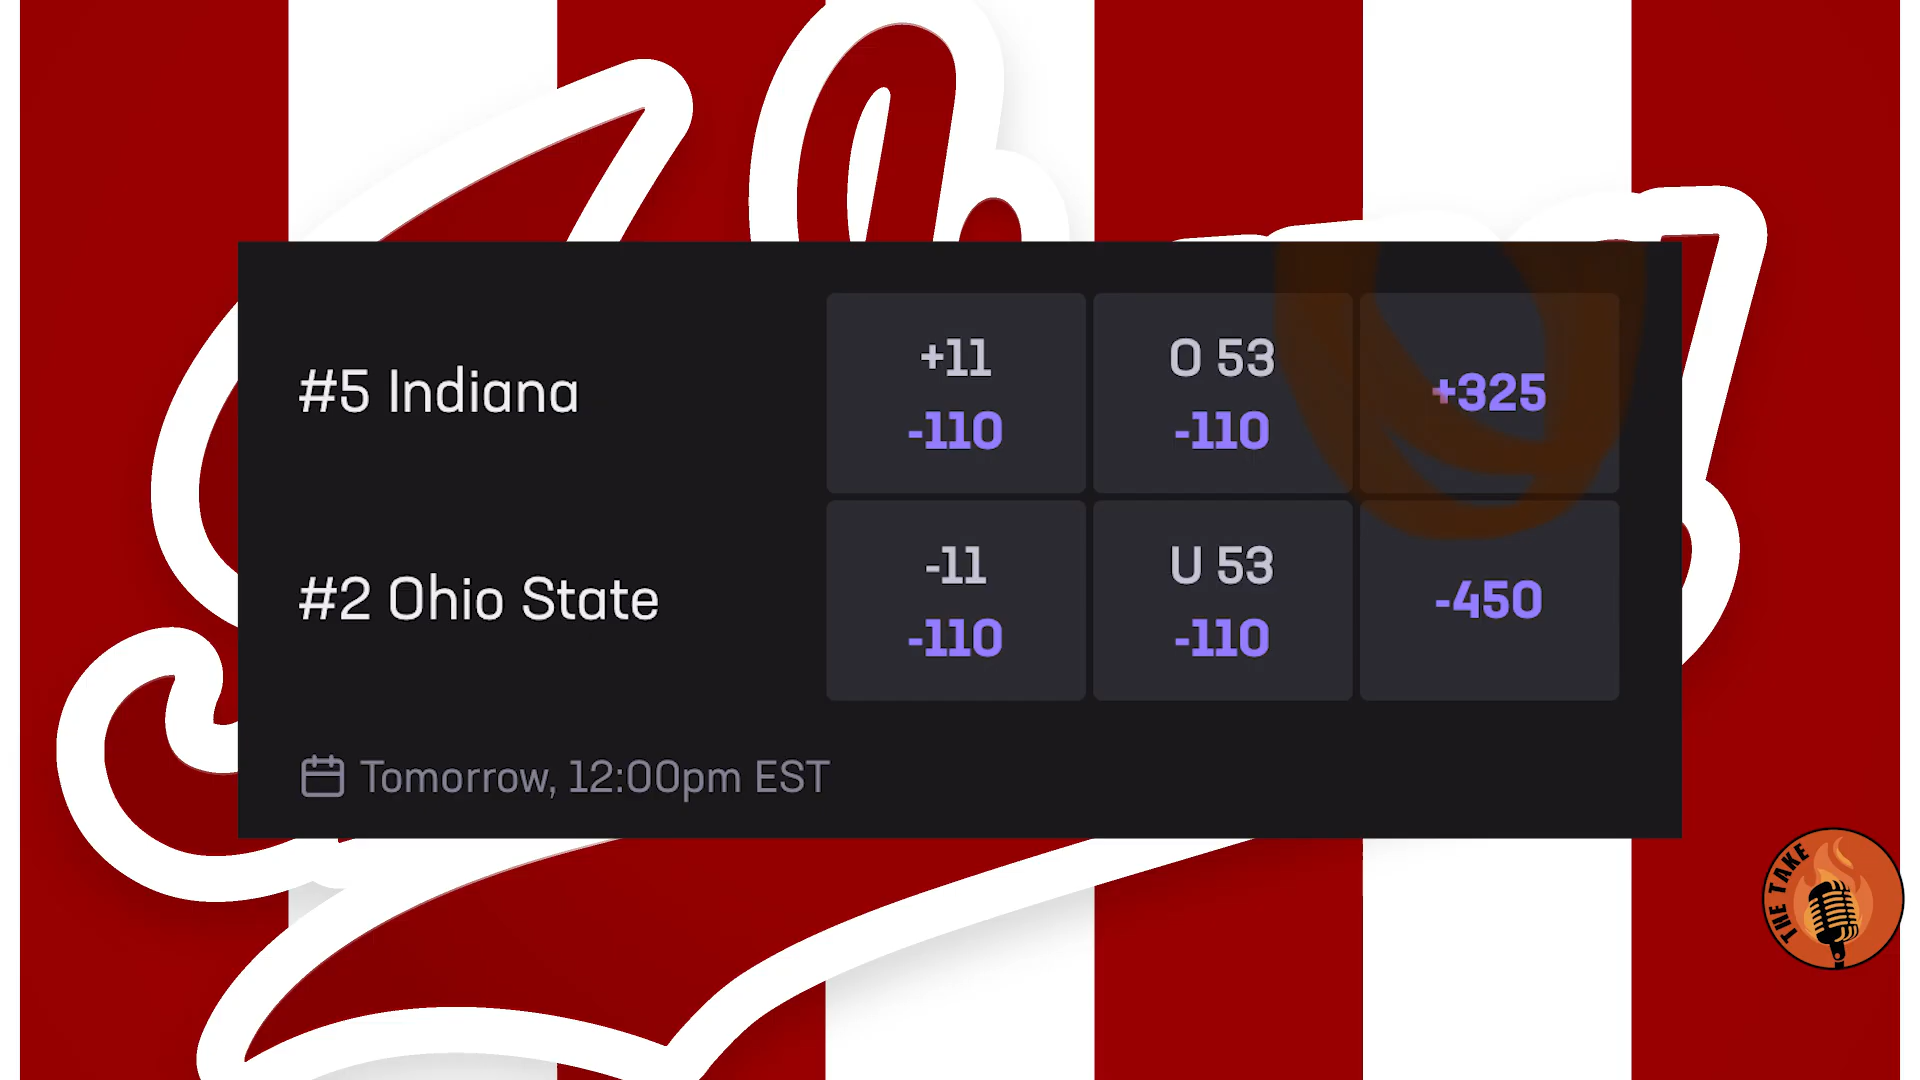 #5 Indiana
+11
-110
O 53
-110
+325
#2 Ohio State
-11
-110
U 53
-110
-450
Tomorrow, 12:00pm EST
THE TAKE